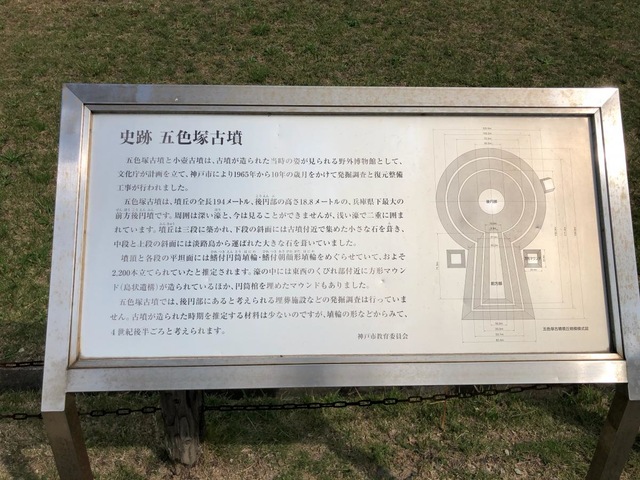 史跡 五色塚古墳
五色塚古墳と小壺古墳は、古墳が造られた当時の姿が見られる野外博物館として、
文化庁が計画を立て、神戸市により1965年から10年の歳月をかけて発掘調査と復元整備
工事が行われました。
五色塚古墳は、墳丘の全長194メートル、後円部の高さ18.8メートルの、兵庫県下最大の
前方後円墳です。周囲は深い濠と、今は見ることができませんが、浅い濠で二重に囲ま
れています。墳丘は三段に築かれ、下段の斜面には古墳付近で集めた小さな石を葺き、
中段と上段の斜面には淡路島から運ばれた大きな石を葺いていました。
墳頂と各段の平坦面には鰭付円筒埴輪・鰭付朝顔形埴輪をめぐらせていて、およそ
2,200本立てられていたと推定されます。濠の中には東西のくびれ部付近に方形マウン
ド(島状遺構)が造られているほか、円筒棺を埋めたマウンドもありました。
五色塚古墳では、後円部にあると考えられる埋葬施設などの発掘調査は行っていま
せん。古墳が造られた時期を推定する材料は少ないのですが、埴輪の形などからみて、
4世紀後半ごろと考えられます。
神戸市教育委員会
後円部
前方部